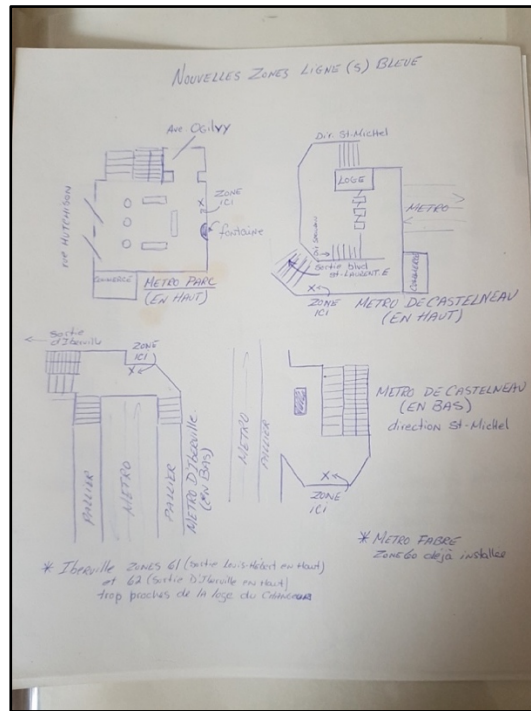 NOUVELLES ZONES LIGNE(S) BLEUE
AVE OGILVY
RUE HUTCHISON
X ZONE
ICI
fontaine
COMMERCE
METRO PARC
(EN HAUT)
Dir. St-Michel
LOGE
METRO
Sortie blvd
St-LAURENT.E
COMMERCE
X
ZONE
ICI
METRO DE CASTELNEAU
(EN HAUT)
Sortie
d'Iberville
ZONE
ICI
X
PALLIER
METRO
PALLIER
METRO D'IBERVILLE
(EN BAS)
METRO
PALLIER
X
ZONE
ICI
METRO DE CASTELNEAU
(EN BAS)
direction St-Michel
* METRO FABRE
ZONE 60 déjà installée
* Iberville ZONES 61 (sortie Louis-Hébert en Haut)
et 62 (sortie D'Iberville en Haut)
trop proches de la loge du